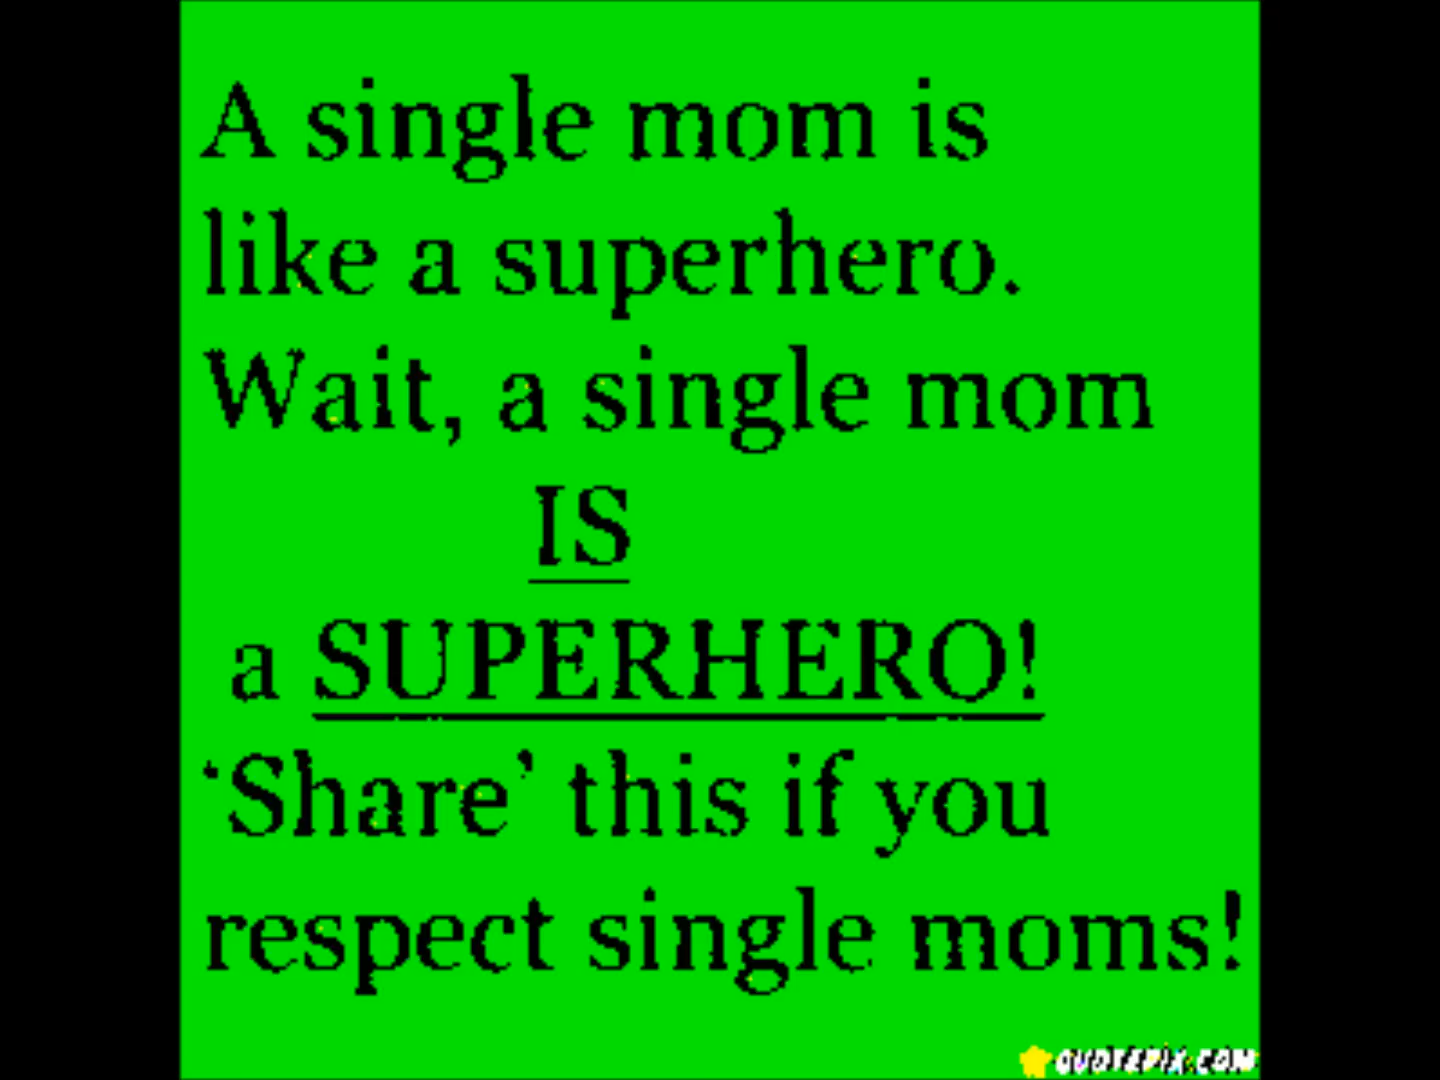 A single mom is
like a superhero.
Wait, a single mom
IS
a SUPERHERO!
‘Share’ this if you
respect single moms!
QUOTEPIX.COM